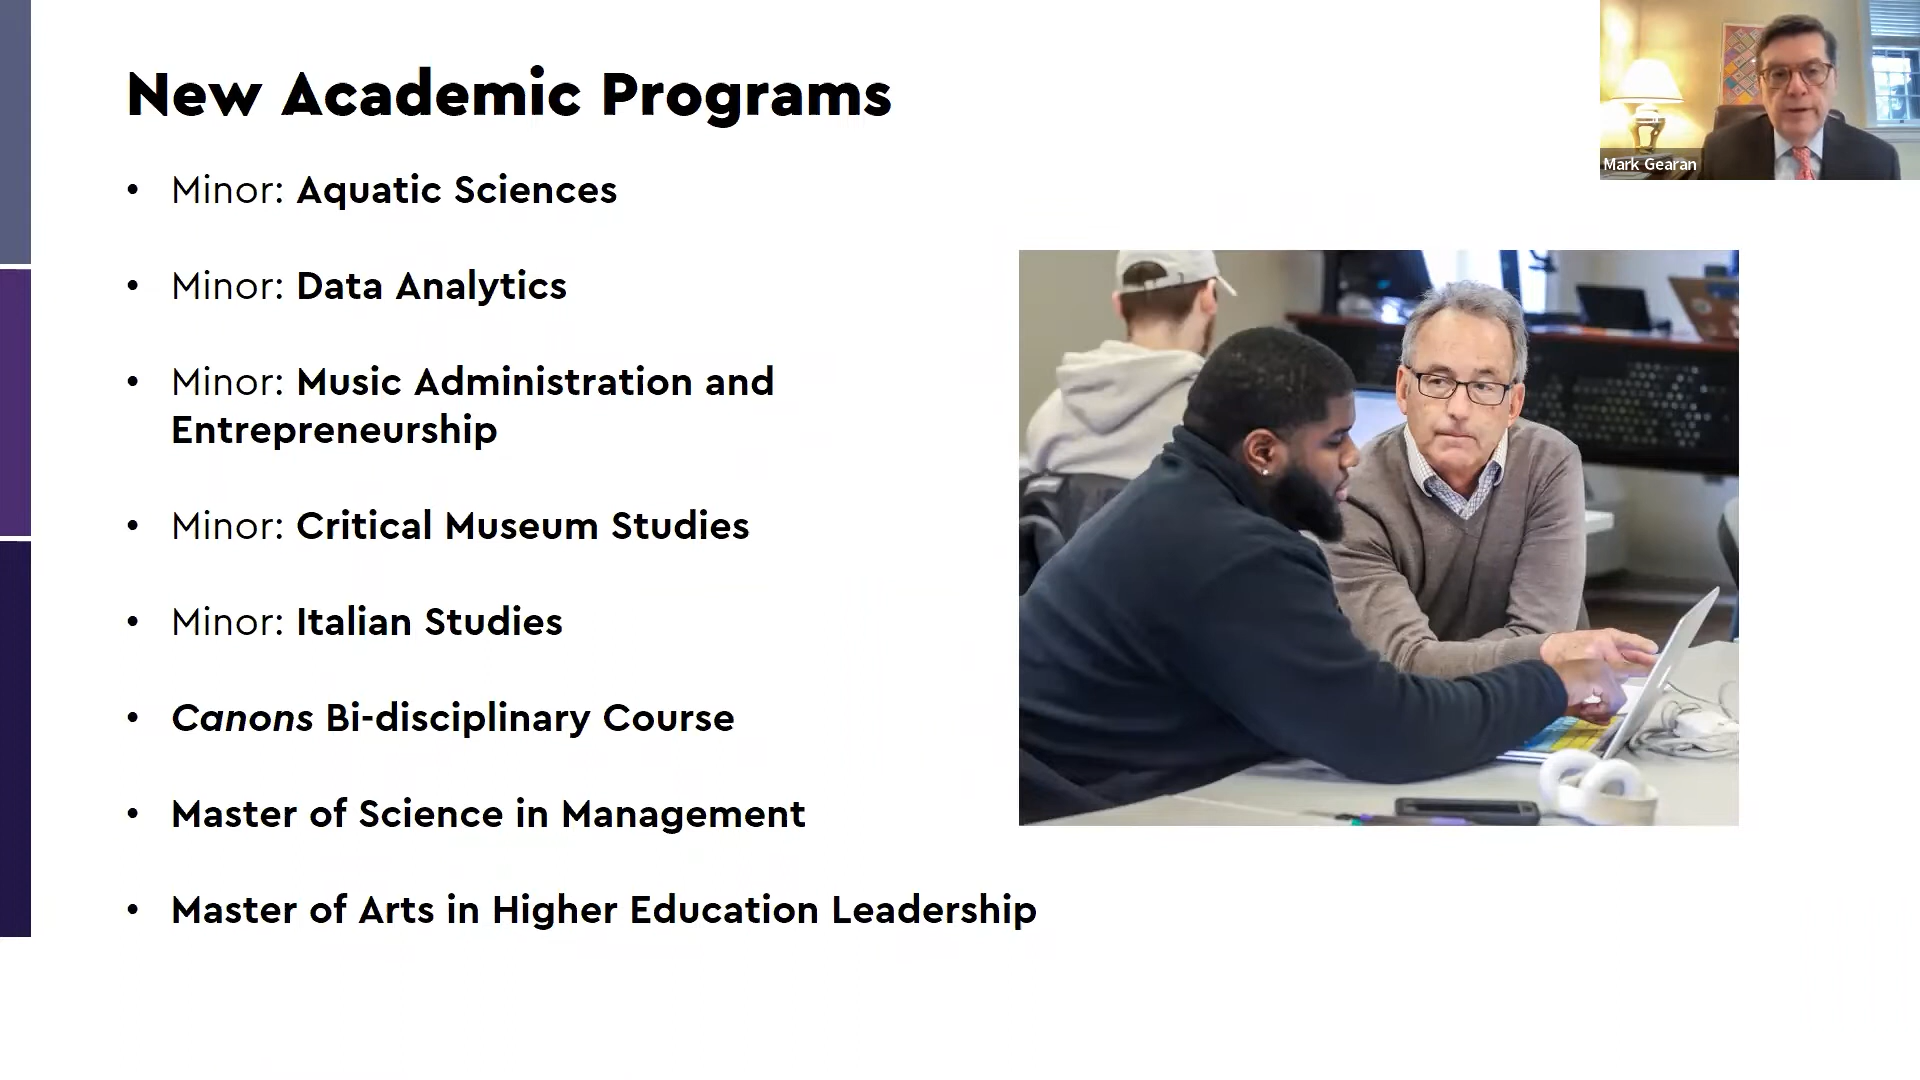 New Academic Programs
Mark Gearan
• Minor: Aquatic Sciences
• Minor: Data Analytics
• Minor: Music Administration and
Entrepreneurship
• Minor: Critical Museum Studies
• Minor: Italian Studies
• Canons Bi-disciplinary Course
• Master of Science in Management
• Master of Arts in Higher Education Leadership